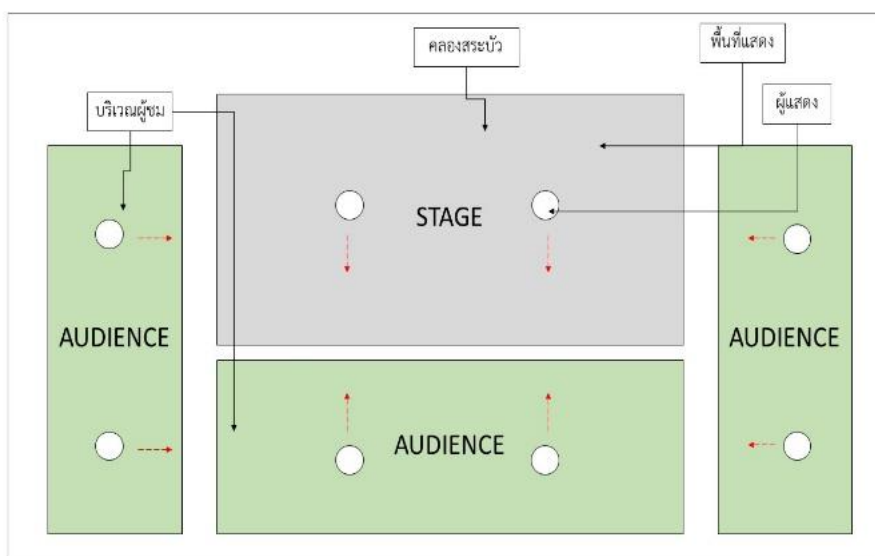 คลองสระบัว
พื้นที่แสดง
ผู้แสดง
บริเวณผู้ชม
STAGE
AUDIENCE
AUDIENCE
AUDIENCE